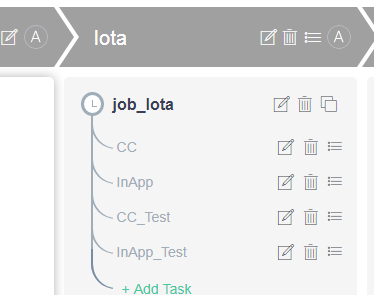 A
Iota
A
job_Iota
CC
InApp
CC_Test
InApp_Test
+ Add Task